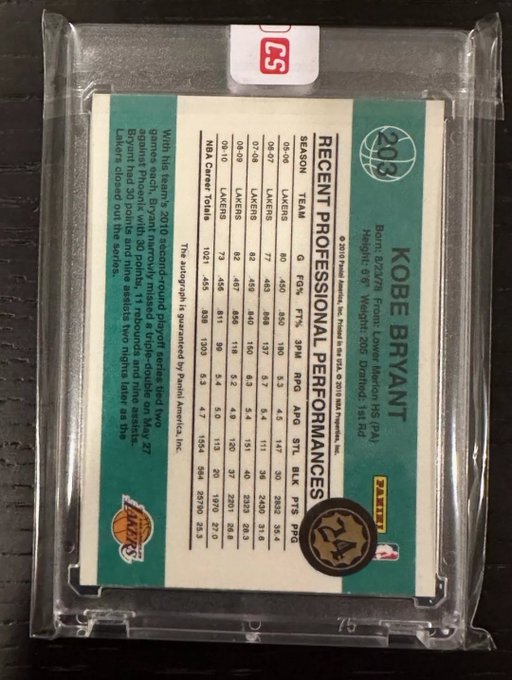 CS
203
KOBE BRYANT
Born: 8/23/78 From: Lower Merion HS (PA)
Height: 6'6" Weight: 205 Drafted: 1st Rd
PANINI
NBA
© 2010 Panini America, Inc. Printed in the USA. © 2010 NBA Properties, Inc.
RECENT PROFESSIONAL PERFORMANCES
24
SEASON TEAM G FG% FT% 3PM RPG APG STL BLK PTS PPG
05-06 LAKERS 80 .450 .850 180 5.3 4.5 147 30 2832 35.4
06-07 LAKERS 77 .463 .868 137 5.7 5.4 111 36 2430 31.6
07-08 LAKERS 82 .459 .840 150 6.3 5.4 151 40 2323 28.3
08-09 LAKERS 82 .467 .856 118 5.2 4.9 120 37 2201 26.8
09-10 LAKERS 73 .456 .811 99 5.4 5.0 113 20 1970 27.0
NBA Career Totals 1021 .455 .838 1303 5.3 4.7 1554 564 25790 25.3
The autograph is guaranteed by Panini America, Inc.
With his team's 2010 second-round playoff series tied two
games each, Bryant narrowly missed a triple-double on May 27
against Phoenix with 30 points, 11 rebounds and nine assists.
Bryant had 30 points and nine assists two nights later as the
Lakers closed out the series.
LAKERS